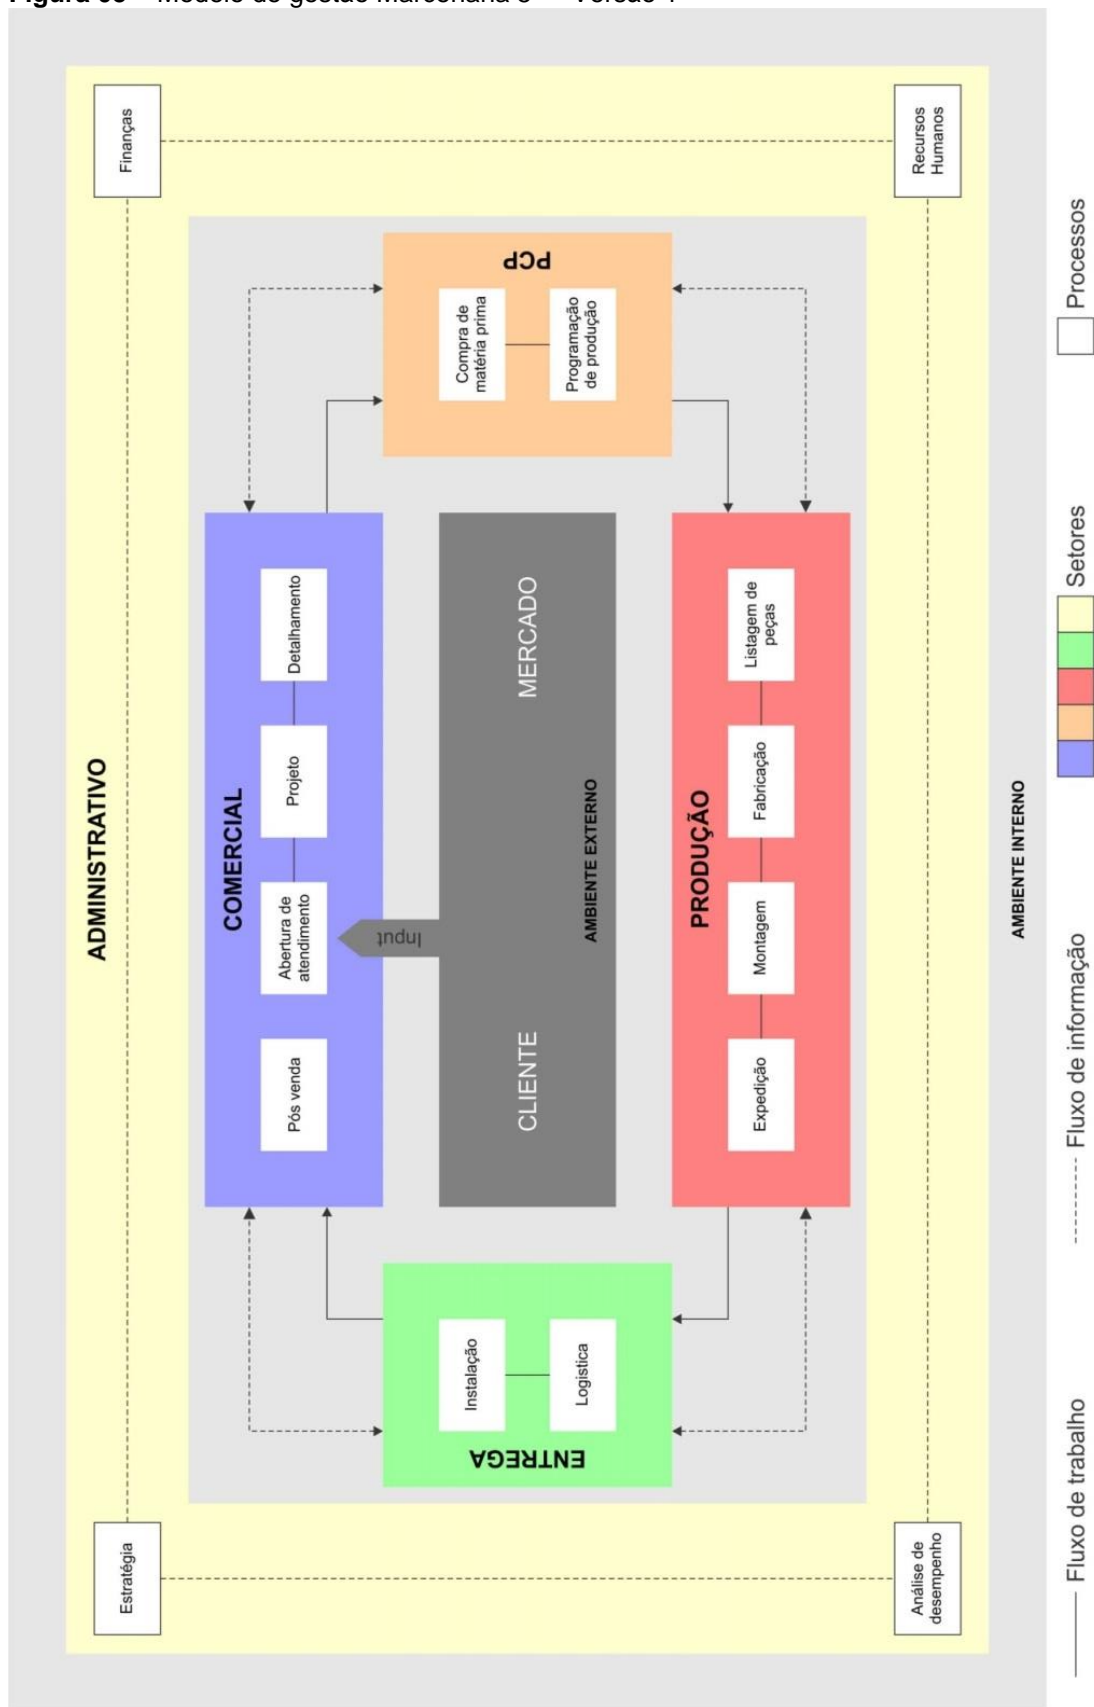 Figura – Modelo de gestão Marcenaria – Versão
ADMINISTRATIVO
Estratégia
Finanças
COMERCIAL
Pós venda
Abertura de
atendimento
Projeto
Detalhamento
Input
ENTREGA
Instalação
Logistica
CLIENTE
MERCADO
AMBIENTE EXTERNO
PCP
Compra de
matéria prima
Programação
de produção
PRODUÇÃO
Expedição
Montagem
Fabricação
Listagem de
peças
Análise de
desempenho
Recursos
Humanos
AMBIENTE INTERNO
Fluxo de trabalho
Fluxo de informação
Setores
Processos